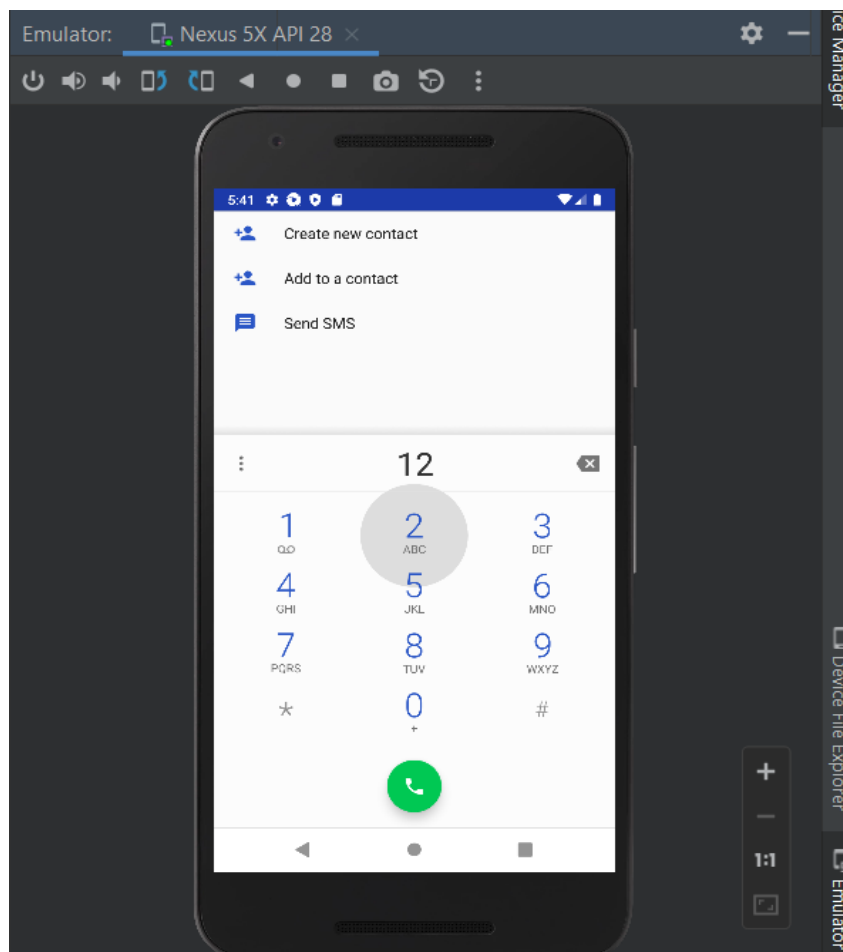 Emulator: Nexus 5X API 28
5:41
Create new contact
Add to a contact
Send SMS
12
1
2 ABC
3 DEF
4 GHI
5 JKL
6 MNO
7 PQRS
8 TUV
9 WXYZ
*
0 +
#
1:1
ice Manager
Device File Explorer
Emulator